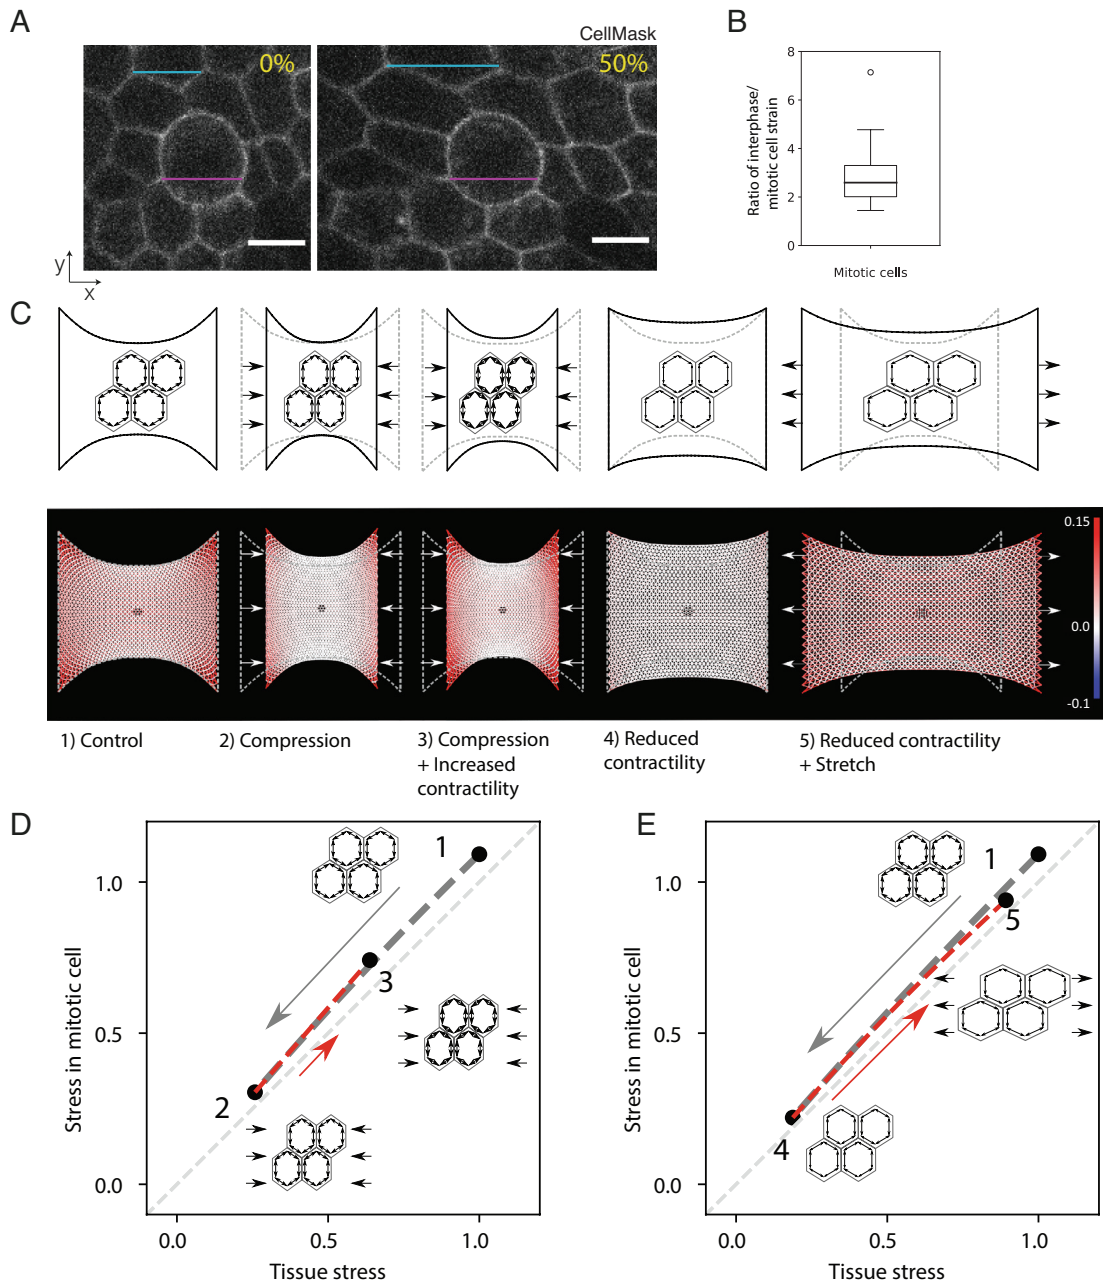 A
CellMask
0%
50%
y
x
B
Ratio of interphase/
mitotic cell strain
8
6
4
2
0
Mitotic cells
C
0.15
0.0
-0.1
1) Control
2) Compression
3) Compression
+ Increased
contractility
4) Reduced
contractility
5) Reduced contractility
+ Stretch
D
Stress in mitotic cell
1.0
0.5
0.0
1
3
2
0.0
0.5
1.0
Tissue stress
E
Stress in mitotic cell
1.0
0.5
0.0
1
5
4
0.0
0.5
1.0
Tissue stress